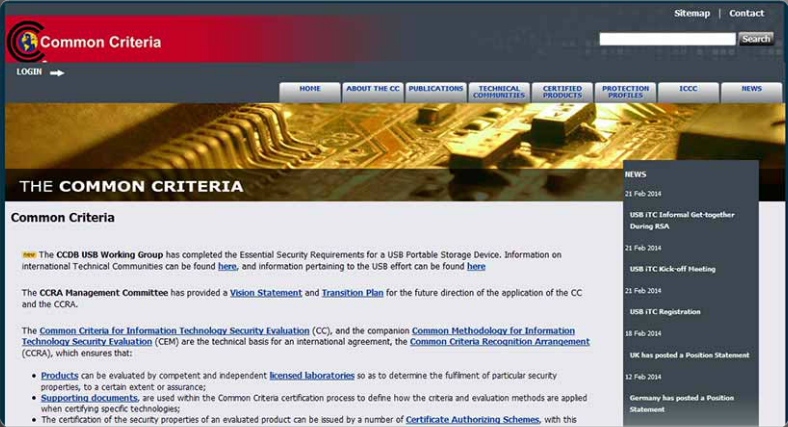 Sitemap | Contact
Common Criteria
Search
LOGIN
HOME
ABOUT THE CC
PUBLICATIONS
TECHNICAL
COMMUNITIES
CERTIFIED
PRODUCTS
PROTECTION
PROFILES
ICCC
NEWS
THE COMMON CRITERIA
Common Criteria
new The CCDB USB Working Group has completed the Essential Security Requirements for a USB Portable Storage Device. Information on
international Technical Communities can be found here, and information pertaining to the USB effort can be found here
The CCRA Management Committee has provided a Vision Statement and Transition Plan for the future direction of the application of the CC
and the CCRA.
The Common Criteria for Information Technology Security Evaluation (CC), and the companion Common Methodology for Information
Technology Security Evaluation (CEM) are the technical basis for an international agreement, the Common Criteria Recognition Arrangement
(CCRA), which ensures that:
• Products can be evaluated by competent and independent licensed laboratories so as to determine the fulfilment of particular security
properties, to a certain extent or assurance;
• Supporting documents, are used within the Common Criteria certification process to define how the criteria and evaluation methods are applied
when certifying specific technologies;
• The certification of the security properties of an evaluated product can be issued by a number of Certificate Authorizing Schemes, with this
NEWS
21 Feb 2014
USB iTC Informal Get-together
During RSA
21 Feb 2014
USB iTC Kick-off Meeting
21 Feb 2014
USB iTC Registration
18 Feb 2014
UK has posted a Position Statement
12 Feb 2014
Germany has posted a Position
Statement